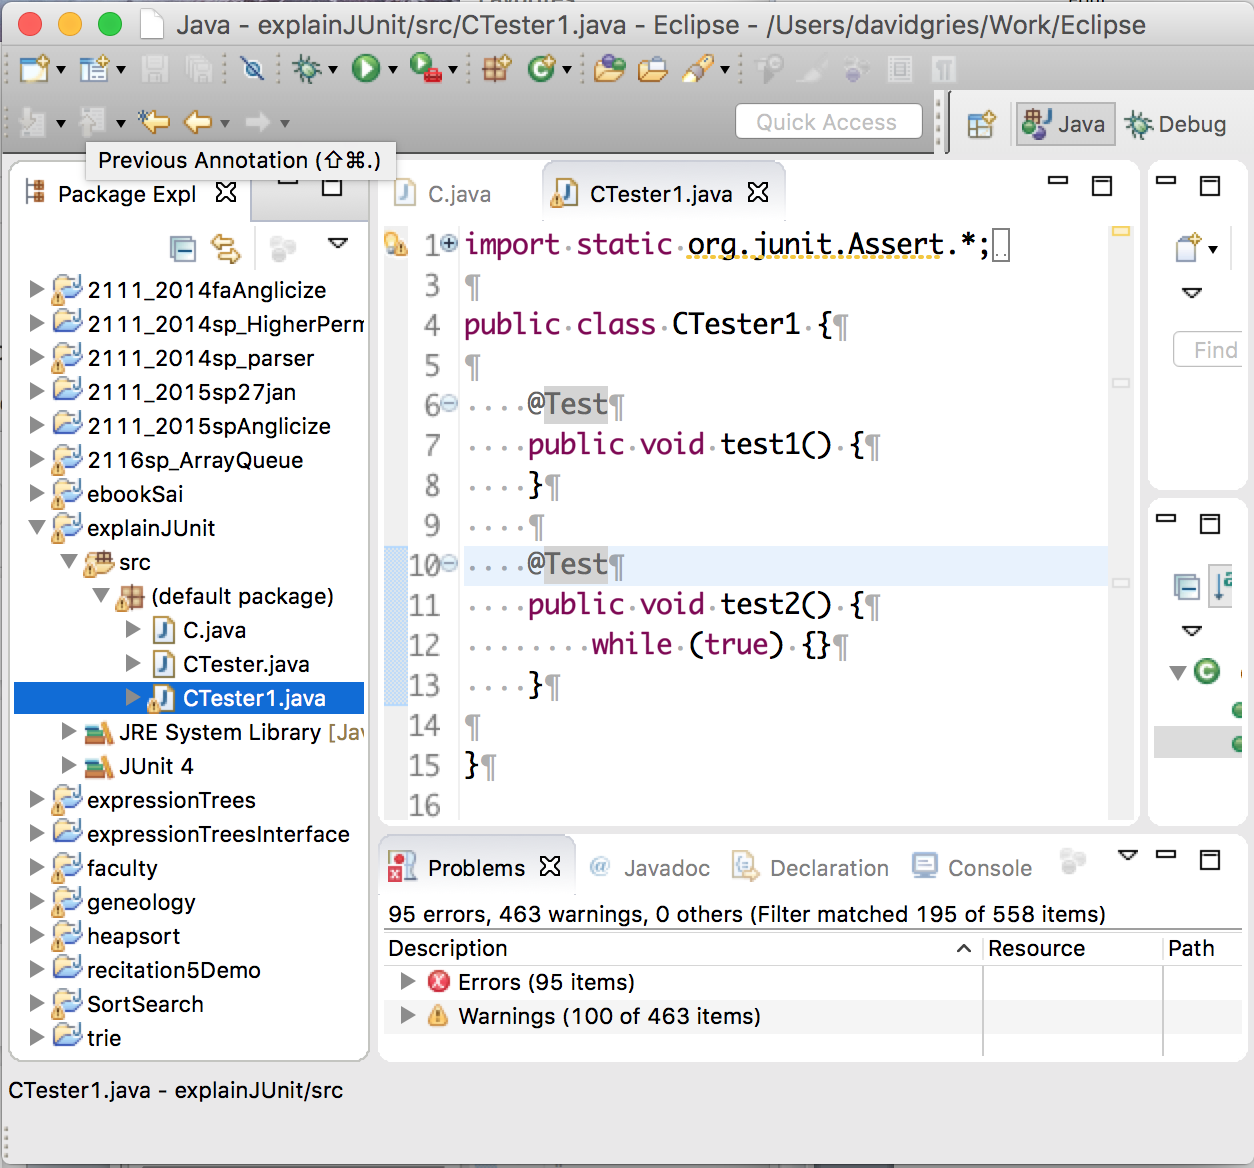 Java - explainJUnit/src/CTester1.java - Eclipse - /Users/davidgries/Work/Eclipse
Quick Access
Java
Debug
Previous Annotation (⇧⌘.)
Package Expl
2111_2014faAnglicize
2111_2014sp_HigherPerm
2111_2014sp_parser
2111_2015sp27jan
2111_2015spAnglicize
2116sp_ArrayQueue
ebookSai
explainJUnit
src
(default package)
C.java
CTester.java
CTester1.java
JRE System Library [Jav
JUnit 4
expressionTrees
expressionTreesInterface
faculty
geneology
heapsort
recitation5Demo
SortSearch
trie
C.java
CTester1.java
1 import static org.junit.Assert.*;
3 ¶
4 public class CTester1 {¶
5 ¶
6 @Test¶
7 public void test1() {¶
8 }¶
9 ¶
10 @Test¶
11 public void test2() {¶
12 while (true) {}¶
13 }¶
14 ¶
15 }¶
16
Find
Problems
Javadoc
Declaration
Console
95 errors, 463 warnings, 0 others (Filter matched 195 of 558 items)
Description Resource Path
Errors (95 items)
Warnings (100 of 463 items)
CTester1.java - explainJUnit/src